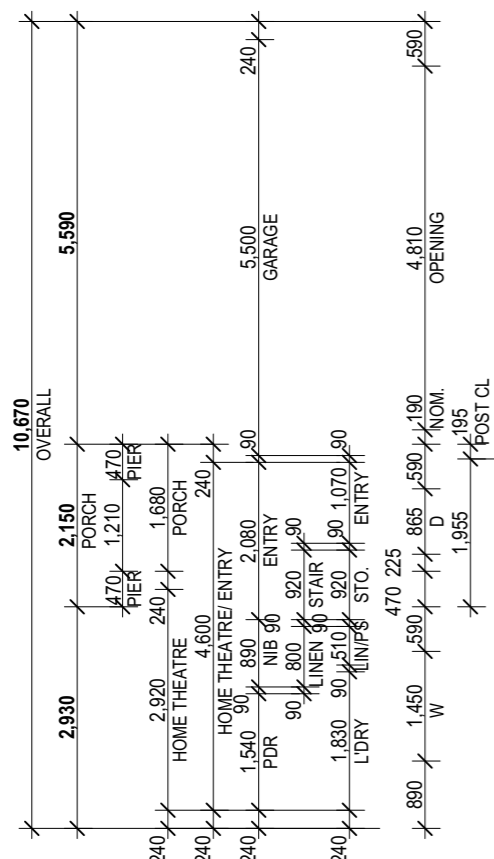 10,670
OVERALL
2,930 2,150 5,590
PORCH
470 1,210 470
PIER PIER
240 2,920 240 1,680
HOME THEATRE PORCH
240 4,600 240
HOME THEATRE/ ENTRY
240 1,540 90 890 2,080 90 5,500 240
PDR NIB 90 ENTRY GARAGE
90 800 920 90
LINEN 90 STAIR
240 1,830 90 510 920 90 1,070 90
L'DRY LIN/PS STO. ENTRY
470 225
890 1,450 590 865 590 190 4,810 590
W D NOM. OPENING
1,955 195
POST CL